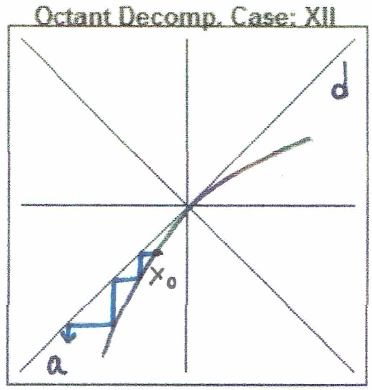 Octant Decomp. Case: XII
d
x₀
a